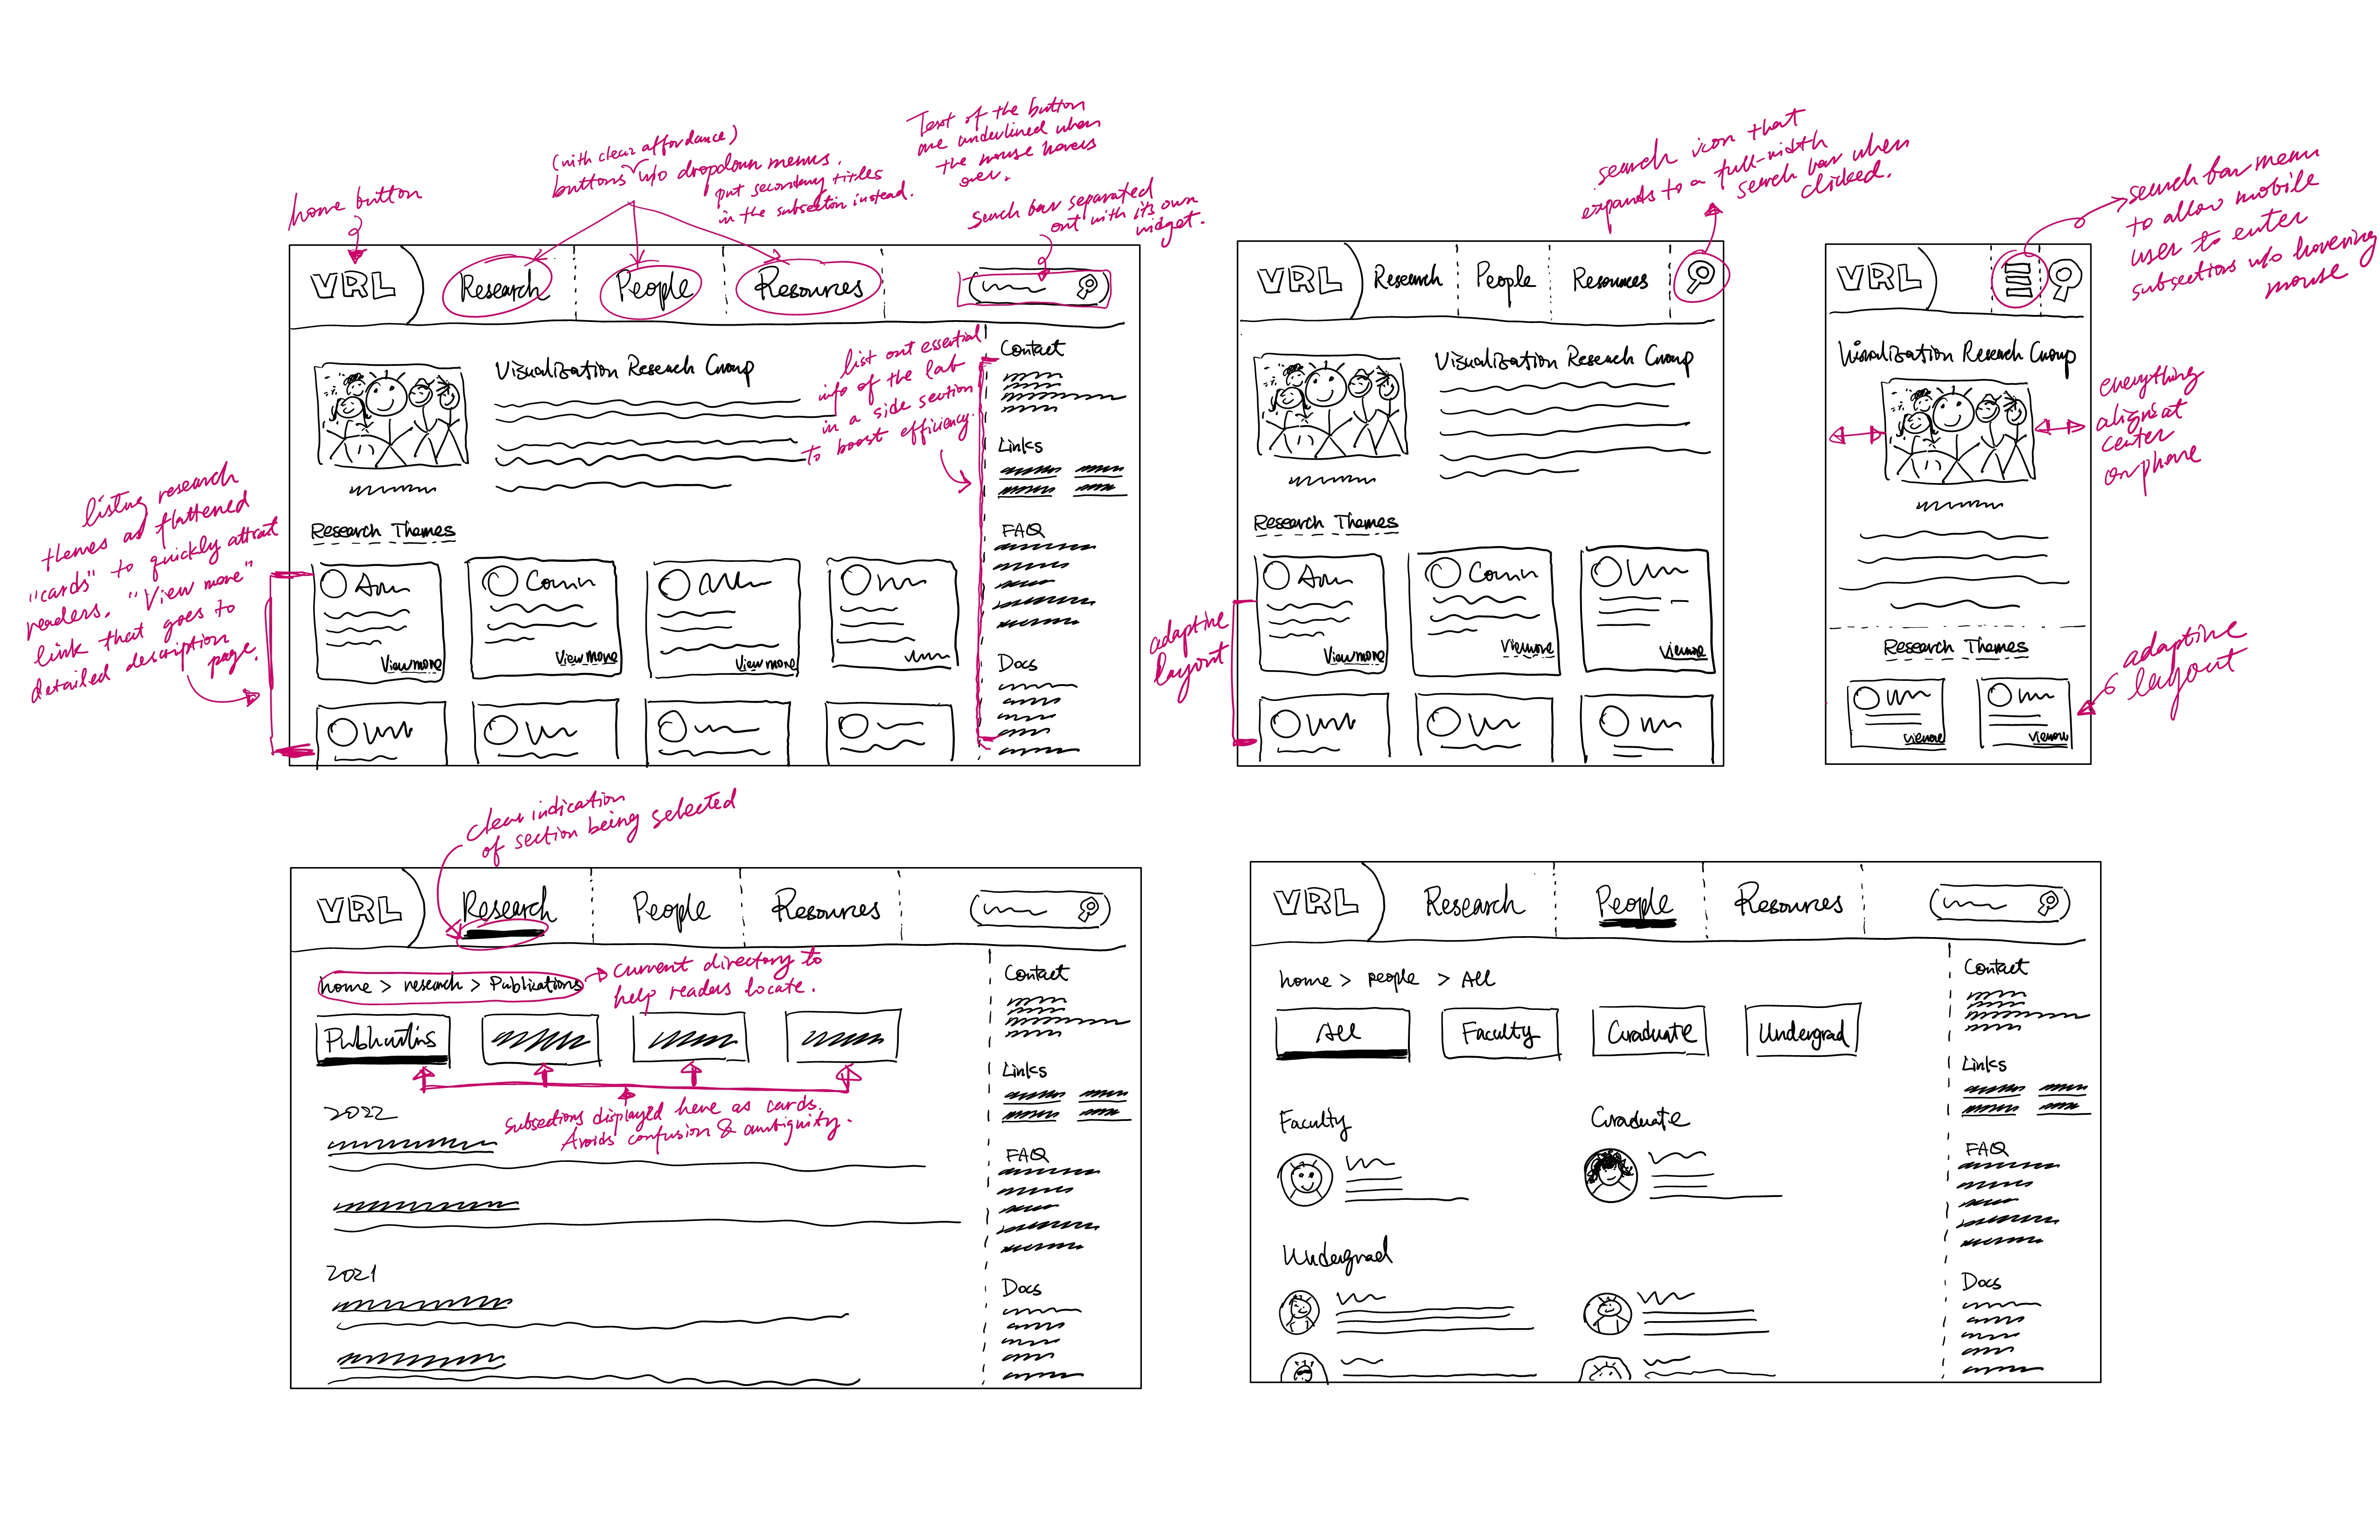 home button
(with clear affordance)
buttons w/o dropdown menus.
put secondary titles
in the subsection instead.
Text of the button
are underlined when
the mouse hovers
over.
search bar separated
out with its own
widget.
VRL
Research
People
Resources
Visualization Research Group
list out essential
info of the lab
in a side section
to boost efficiency.
Contact
Links
FAQ
Docs
Research Themes
View more
View more
View more
listing research
themes as flattened
"cards" to quickly attract
readers. "View more"
link that goes to
detailed description
page.
search icon that
expands to a full-width
search bar when
clicked.
VRL
Research
People
Resources
Visualization Research Group
Research Themes
View more
Viemore
Viemore
adaptive
layout
search bar menu
to allow mobile
user to enter
subsections w/o hovering
mouse
VRL
Visualization Research Group
everything
aligns at
center
on phone
Research Themes
Viemore
Viemore
adaptive
layout
clear indication
of section being selected
VRL
Research
People
Resources
home > research > Publications
current directory to
help readers locate.
Publications
subsections displayed here as cards.
Avoids confusion & ambiguity.
2022
2021
Contact
Links
FAQ
Docs
VRL
Research
People
Resources
home > people > All
All
Faculty
Graduate
Undergrad
Faculty
Graduate
Undergrad
Contact
Links
FAQ
Docs